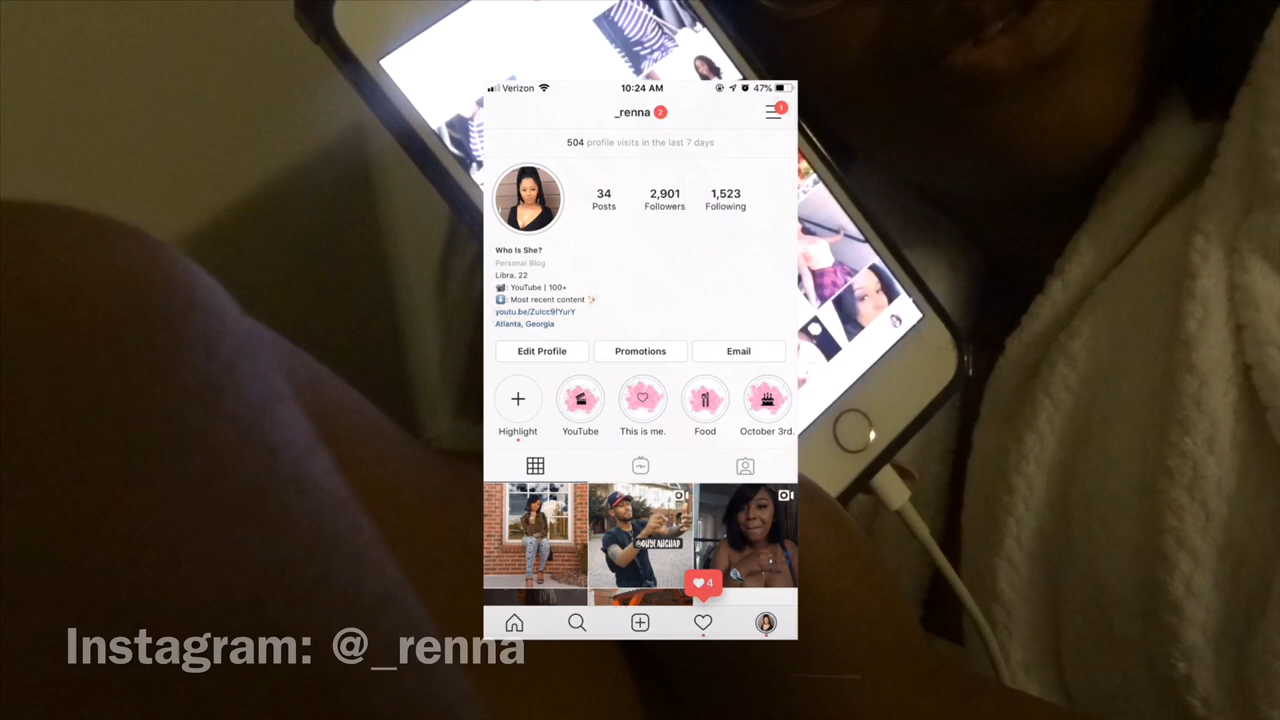 Verizon 10:24 AM 47%
_renna 2
1
504 profile visits in the last 7 days
34 2,901 1,523
Posts Followers Following
Who Is She?
Personal Blog
Libra. 22
📹: YouTube | 100+
⬇️: Most recent content ✨
youtu.be/Zulcc9fYurY
Atlanta, Georgia
Edit Profile Promotions Email
Highlight YouTube This is me. Food October 3rd.
4
Instagram: @_renna